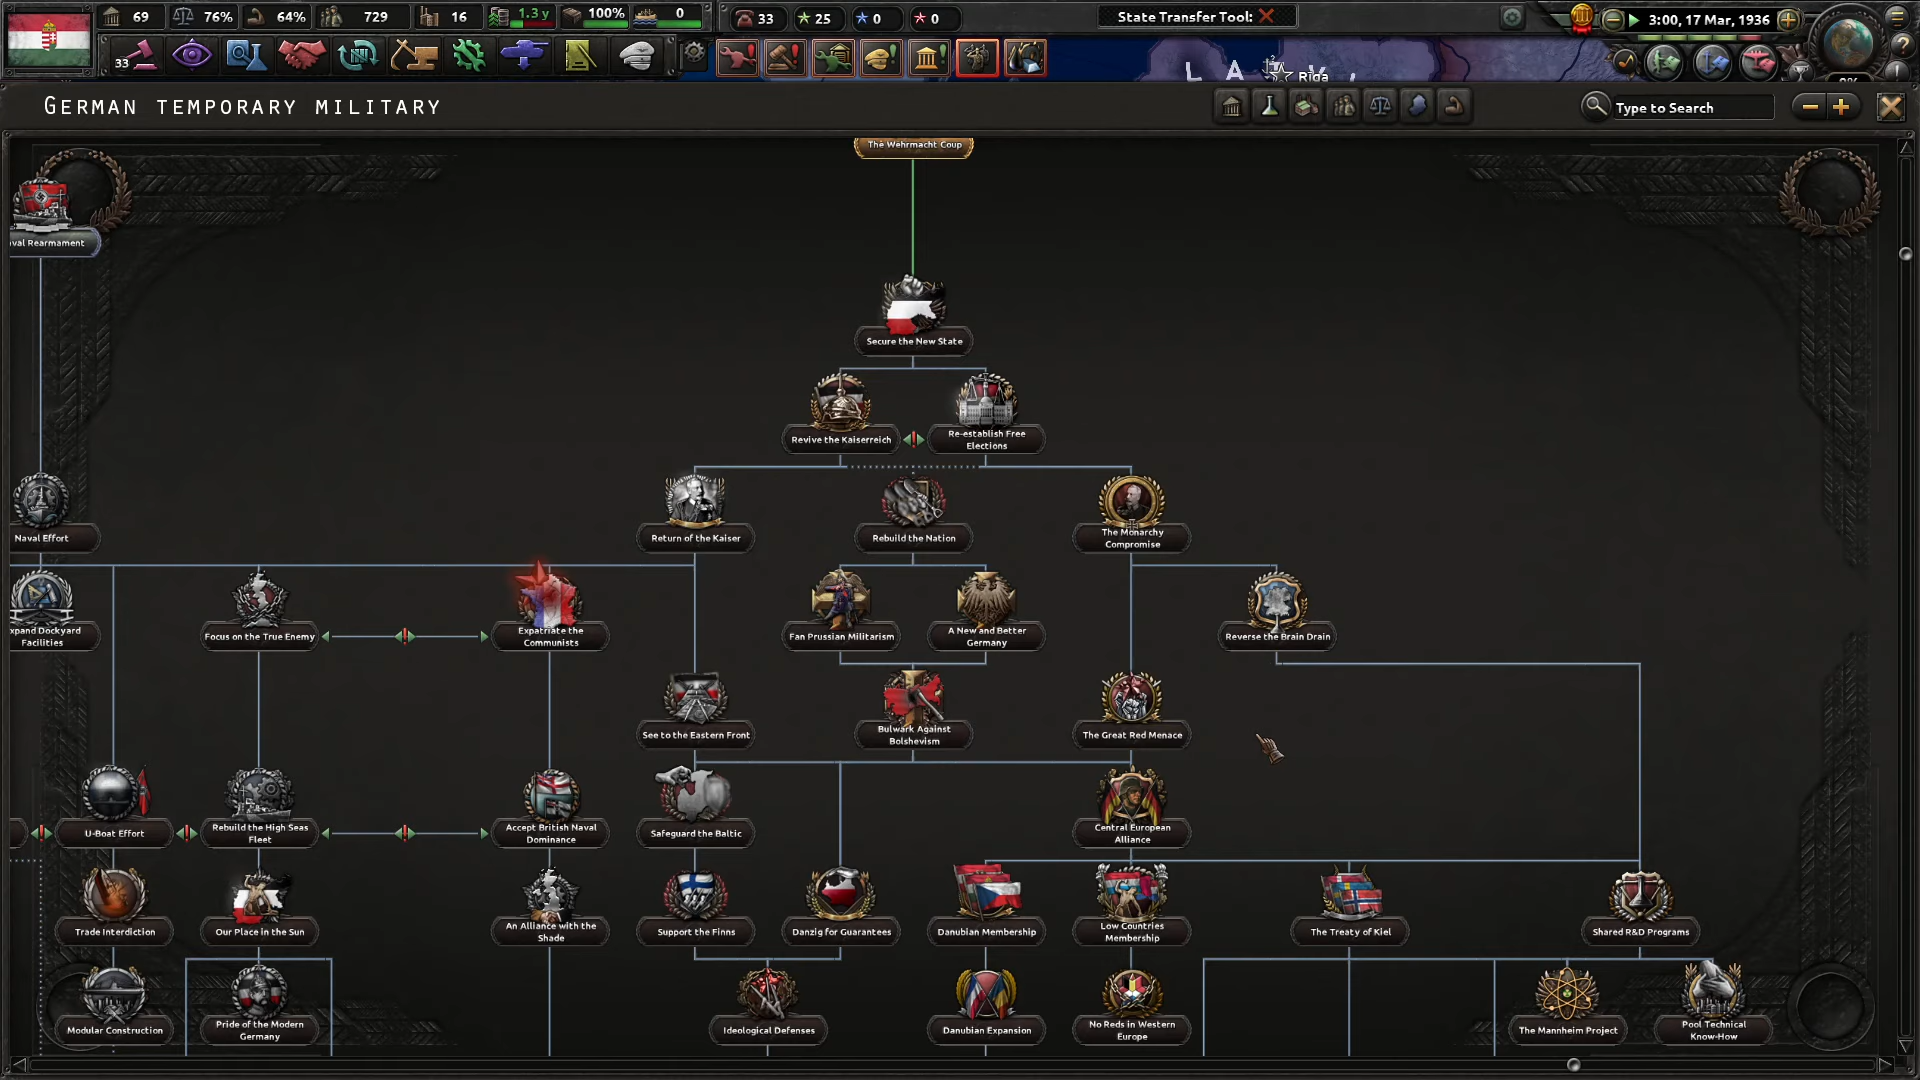 69
76%
64%
729
16
1.3 y
100%
0
33
25
0
0
State Transfer Tool:
3:00, 17 Mar, 1936
33
L A
Riga
GERMAN TEMPORARY MILITARY
Type to Search
The Wehrmacht Coup
val Rearmament
Secure the New State
Revive the Kaiserreich
Re-establish Free
Elections
Naval Effort
Return of the Kaiser
Rebuild the Nation
The Monarchy
Compromise
xpand Dockyard
Facilities
Focus on the True Enemy
Expatriate the
Communists
Fan Prussian Militarism
A New and Better
Germany
Reverse the Brain Drain
See to the Eastern Front
Bulwark Against
Bolshevism
The Great Red Menace
U-Boat Effort
Rebuild the High Seas
Fleet
Accept British Naval
Dominance
Safeguard the Baltic
Central European
Alliance
Trade Interdiction
Our Place in the Sun
An Alliance with the
Shade
Support the Finns
Danzig for Guarantees
Danubian Membership
Low Countries
Membership
The Treaty of Kiel
Shared R&D Programs
Modular Construction
Pride of the Modern
Germany
Ideological Defenses
Danubian Expansion
No Reds in Western
Europe
The Mannheim Project
Pool Technical
Know-How